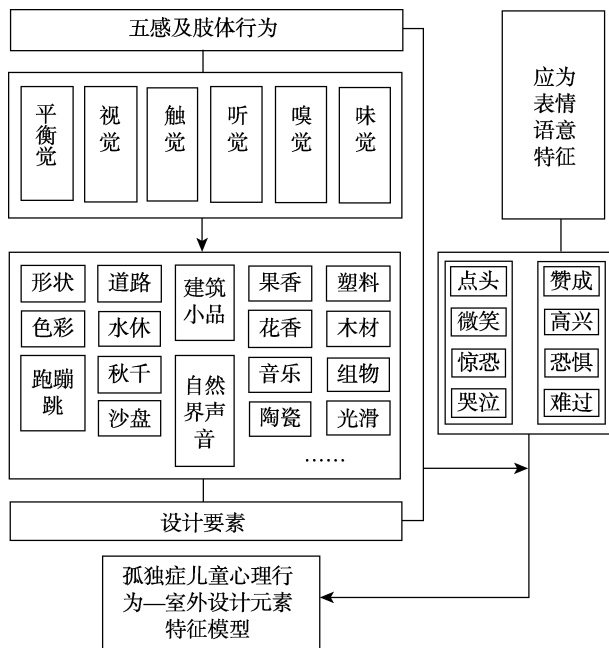 五感及肢体行为
平
衡
觉
视
觉
触
觉
听
觉
嗅
觉
味
觉
形状
道路
建筑
小品
果香
塑料
色彩
水休
花香
木材
跑蹦
跳
秋千
自然
界声
音
音乐
组物
沙盘
陶瓷
光滑
……
设计要素
应为
表情
语意
特征
点头
赞成
微笑
高兴
惊恐
恐惧
哭泣
难过
孤独症儿童心理行
为—室外设计元素
特征模型